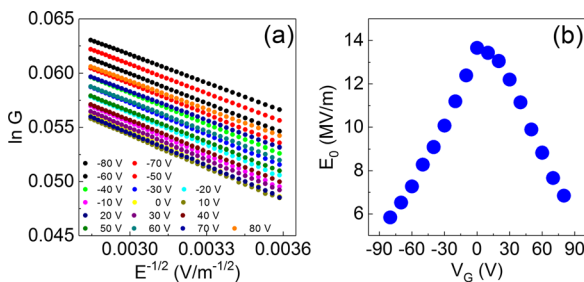 (a)
ln G
0.065
0.060
0.055
0.050
0.045
-80 V -70 V
-60 V -50 V
-40 V -30 V -20 V
-10 V 0 V 10 V
20 V 30 V 40 V
50 V 60 V 70 V 80 V
0.0030 0.0033 0.0036
E-1/2 (V/m-1/2)
(b)
E0 (MV/m)
14
12
10
8
6
-90 -60 -30 0 30 60 90
VG (V)